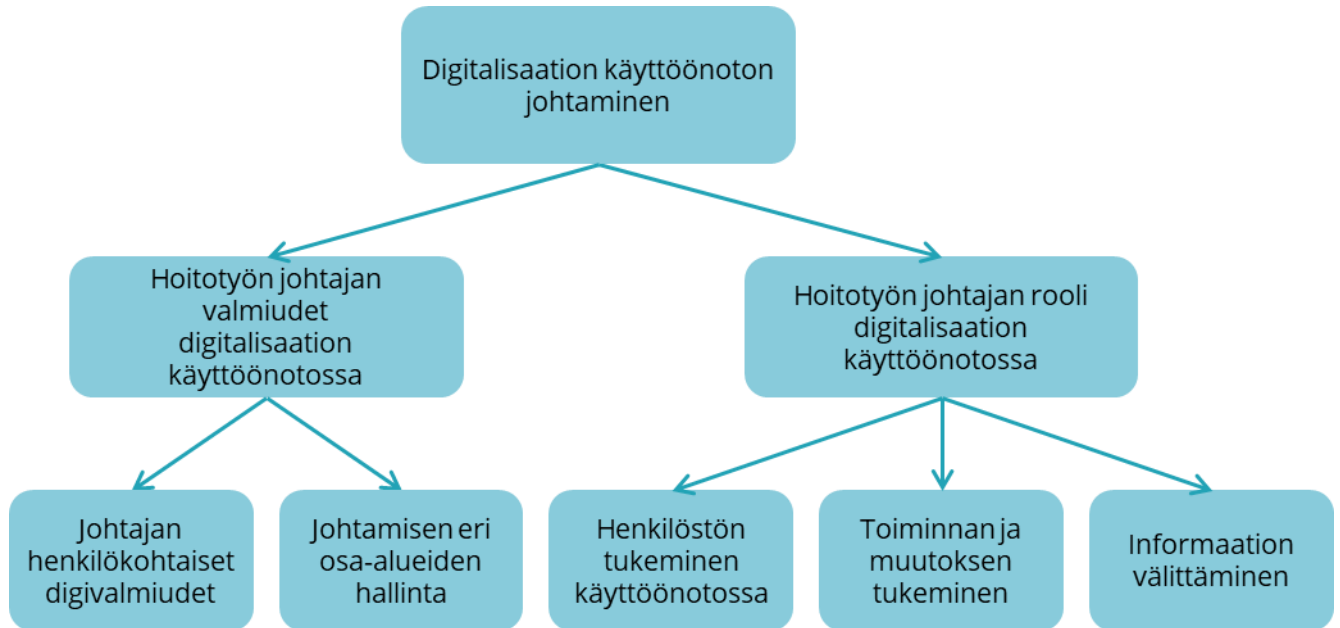 Digitalisaation käyttöönoton
johtaminen
Hoitotyön johtajan
valmiudet
digitalisaation
käyttöönotossa
Hoitotyön johtajan rooli
digitalisaation
käyttöönotossa
Johtajan
henkilökohtaiset
digivalmiudet
Johtamisen eri
osa-alueiden
hallinta
Henkilöstön
tukeminen
käyttöönotossa
Toiminnan ja
muutoksen
tukeminen
Informaation
välittäminen